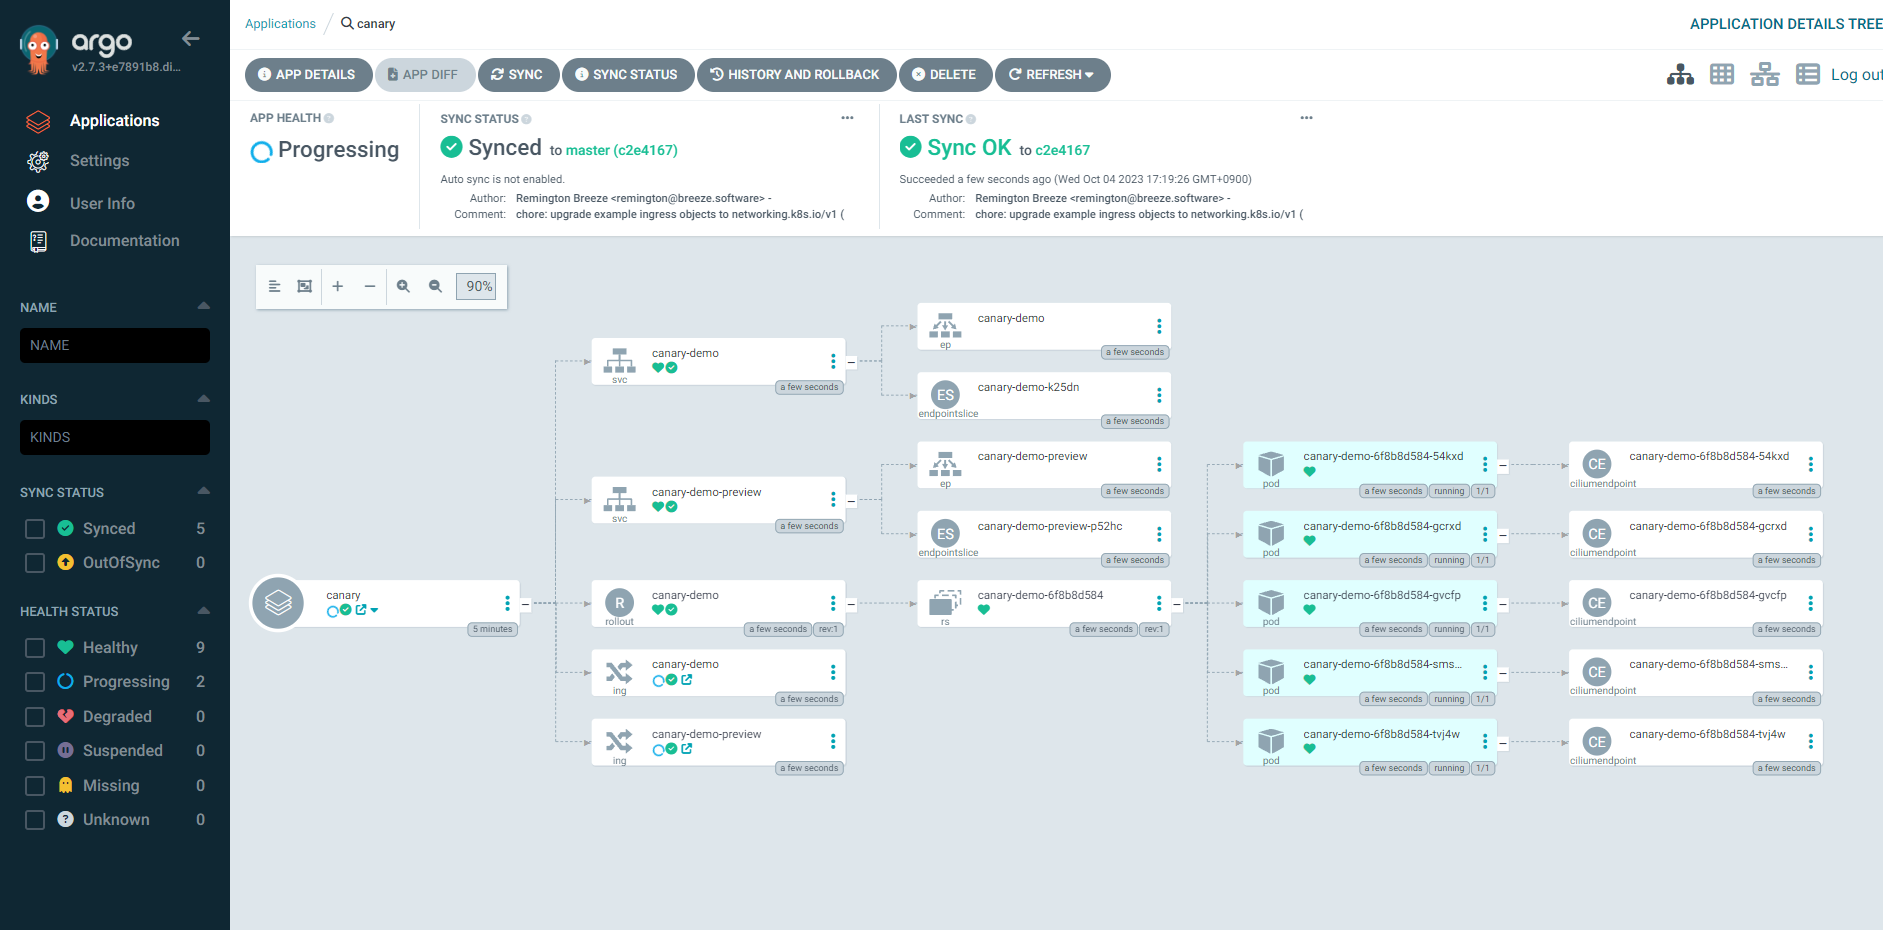 argo
v2.7.3+e7891b8.di...
Applications
Settings
User Info
Documentation
NAME
NAME
KINDS
KINDS
SYNC STATUS
Synced 5
OutOfSync 0
HEALTH STATUS
Healthy 9
Progressing 2
Degraded 0
Suspended 0
Missing 0
Unknown 0
Applications / canary
APPLICATION DETAILS TREE
APP DETAILS APP DIFF SYNC SYNC STATUS HISTORY AND ROLLBACK DELETE REFRESH
Log out
APP HEALTH
Progressing
SYNC STATUS
Synced to master (c2e4167)
Auto sync is not enabled.
Author: Remington Breeze <remington@breeze.software> -
Comment: chore: upgrade example ingress objects to networking.k8s.io/v1 (
LAST SYNC
Sync OK to c2e4167
Succeeded a few seconds ago (Wed Oct 04 2023 17:19:26 GMT+0900)
Author: Remington Breeze <remington@breeze.software> -
Comment: chore: upgrade example ingress objects to networking.k8s.io/v1 (
90%
canary
5 minutes
canary-demo
svc
a few seconds
canary-demo-preview
svc
a few seconds
R
canary-demo
rollout
a few seconds rev:1
canary-demo
ing
a few seconds
canary-demo-preview
ing
a few seconds
canary-demo
ep
a few seconds
ES
canary-demo-k25dn
endpointslice
a few seconds
canary-demo-preview
ep
a few seconds
ES
canary-demo-preview-p52hc
endpointslice
a few seconds
canary-demo-6f8b8d584
rs
a few seconds rev:1
canary-demo-6f8b8d584-54kxd
pod
a few seconds running 1/1
canary-demo-6f8b8d584-gcrxd
pod
a few seconds running 1/1
canary-demo-6f8b8d584-gvcfp
pod
a few seconds running 1/1
canary-demo-6f8b8d584-sms...
pod
a few seconds running 1/1
canary-demo-6f8b8d584-tvj4w
pod
a few seconds running 1/1
CE
canary-demo-6f8b8d584-54kxd
ciliumendpoint
a few seconds
CE
canary-demo-6f8b8d584-gcrxd
ciliumendpoint
a few seconds
CE
canary-demo-6f8b8d584-gvcfp
ciliumendpoint
a few seconds
CE
canary-demo-6f8b8d584-sms...
ciliumendpoint
a few seconds
CE
canary-demo-6f8b8d584-tvj4w
ciliumendpoint
a few seconds